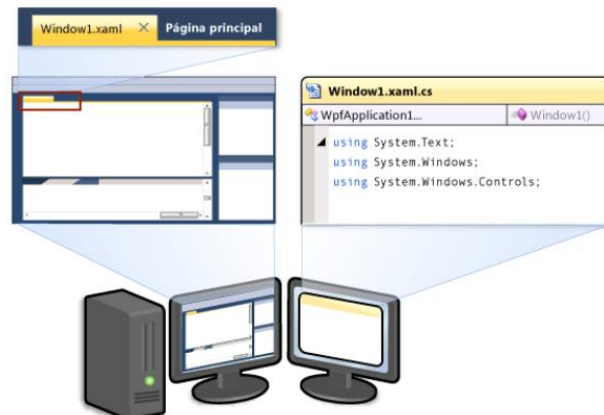 Window1.xaml Página principal
Window1.xaml.cs
WpfApplication1... Window1()
using System.Text;
using System.Windows;
using System.Windows.Controls;